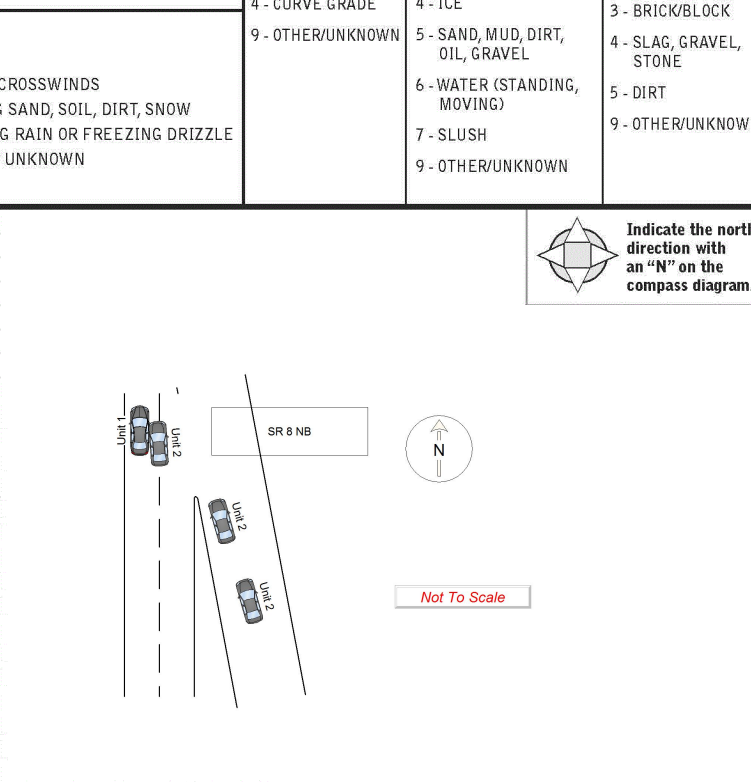 4 - CURVE GRADE
9 - OTHER/UNKNOWN
4 - ICE
5 - SAND, MUD, DIRT,
OIL, GRAVEL
6 - WATER (STANDING,
MOVING)
7 - SLUSH
9 - OTHER/UNKNOWN
3 - BRICK/BLOCK
4 - SLAG, GRAVEL,
STONE
5 - DIRT
9 - OTHER/UNKNOW
CROSSWINDS
G SAND, SOIL, DIRT, SNOW
G RAIN OR FREEZING DRIZZLE
UNKNOWN
Indicate the north
direction with
an “N” on the
compass diagram
Unit 1
Unit 2
SR 8 NB
N
Unit 2
Unit 2
Not To Scale